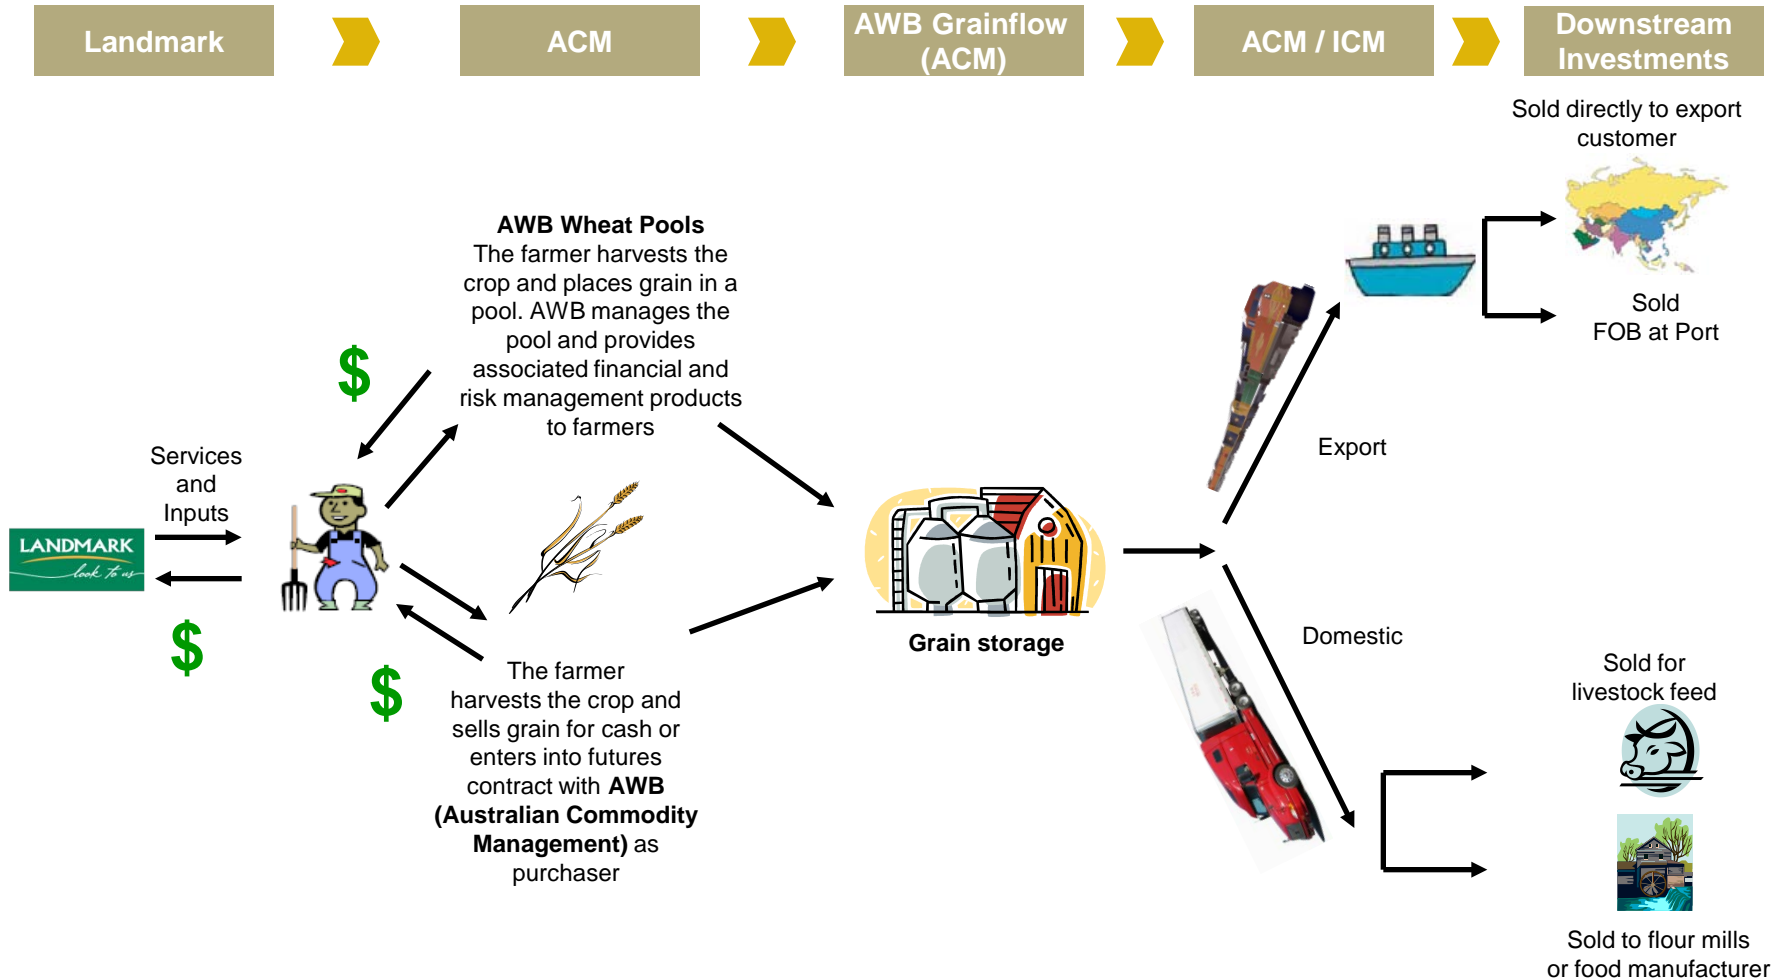 Landmark
ACM
AWB Grainflow
(ACM)
ACM / ICM
Downstream
Investments
Sold directly to export
customer
AWB Wheat Pools
The farmer harvests the
crop and places grain in a
pool. AWB manages the
pool and provides
associated financial and
risk management products
to farmers
$
Sold
FOB at Port
Services
and
Inputs
Export
LANDMARK
look to us
Grain storage
Domestic
$
$
The farmer
harvests the crop and
sells grain for cash or
enters into futures
contract with AWB
(Australian Commodity
Management) as
purchaser
Sold for
livestock feed
Sold to flour mills
or food manufacturer